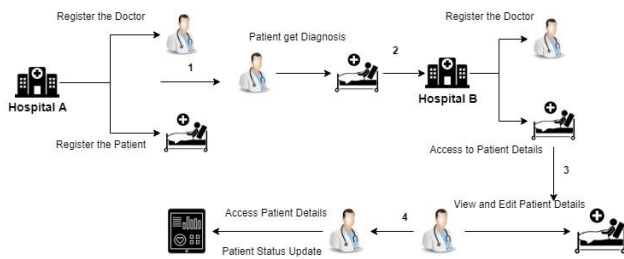 Register the Doctor
Register the Doctor
Patient get Diagnosis
1
2
Hospital A
Hospital B
Register the Patient
Access to Patient Details
3
View and Edit Patient Details
Access Patient Details
4
Patient Status Update